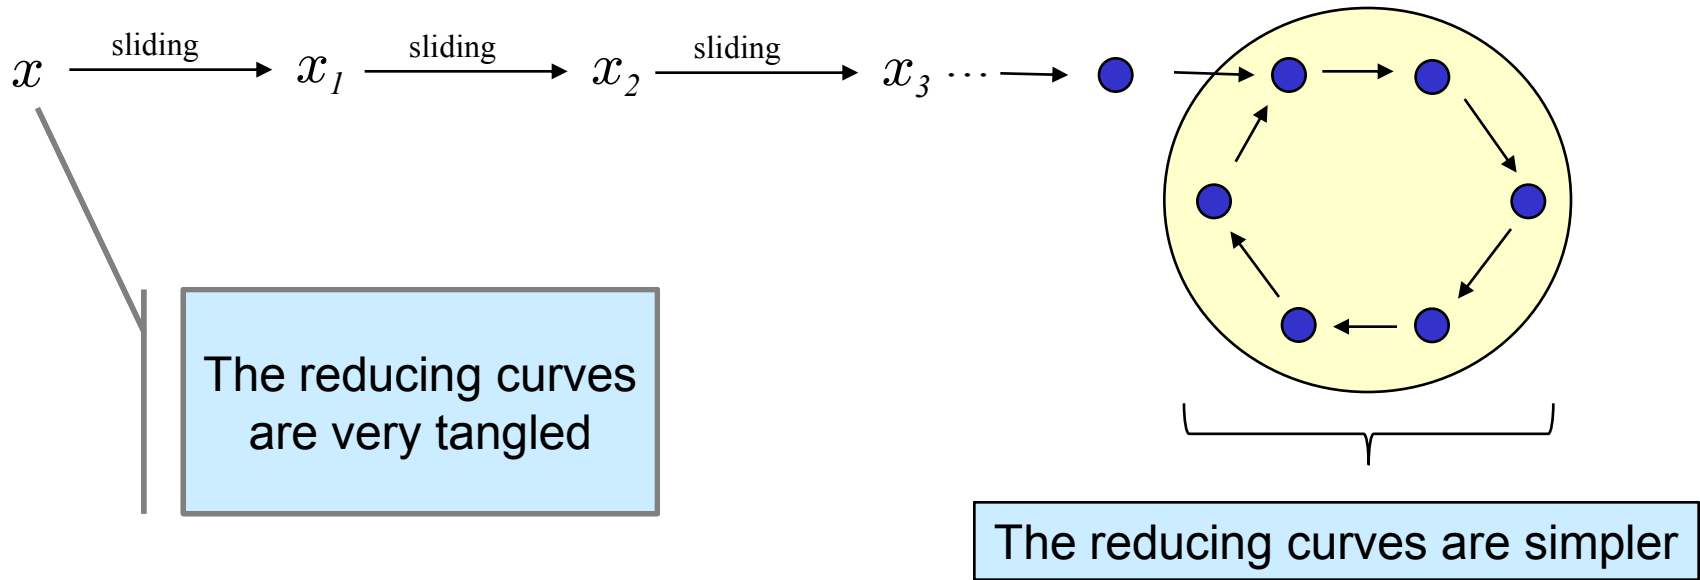 sliding sliding sliding
x x₁ x₂ x₃ ...
The reducing curves
are very tangled
The reducing curves are simpler